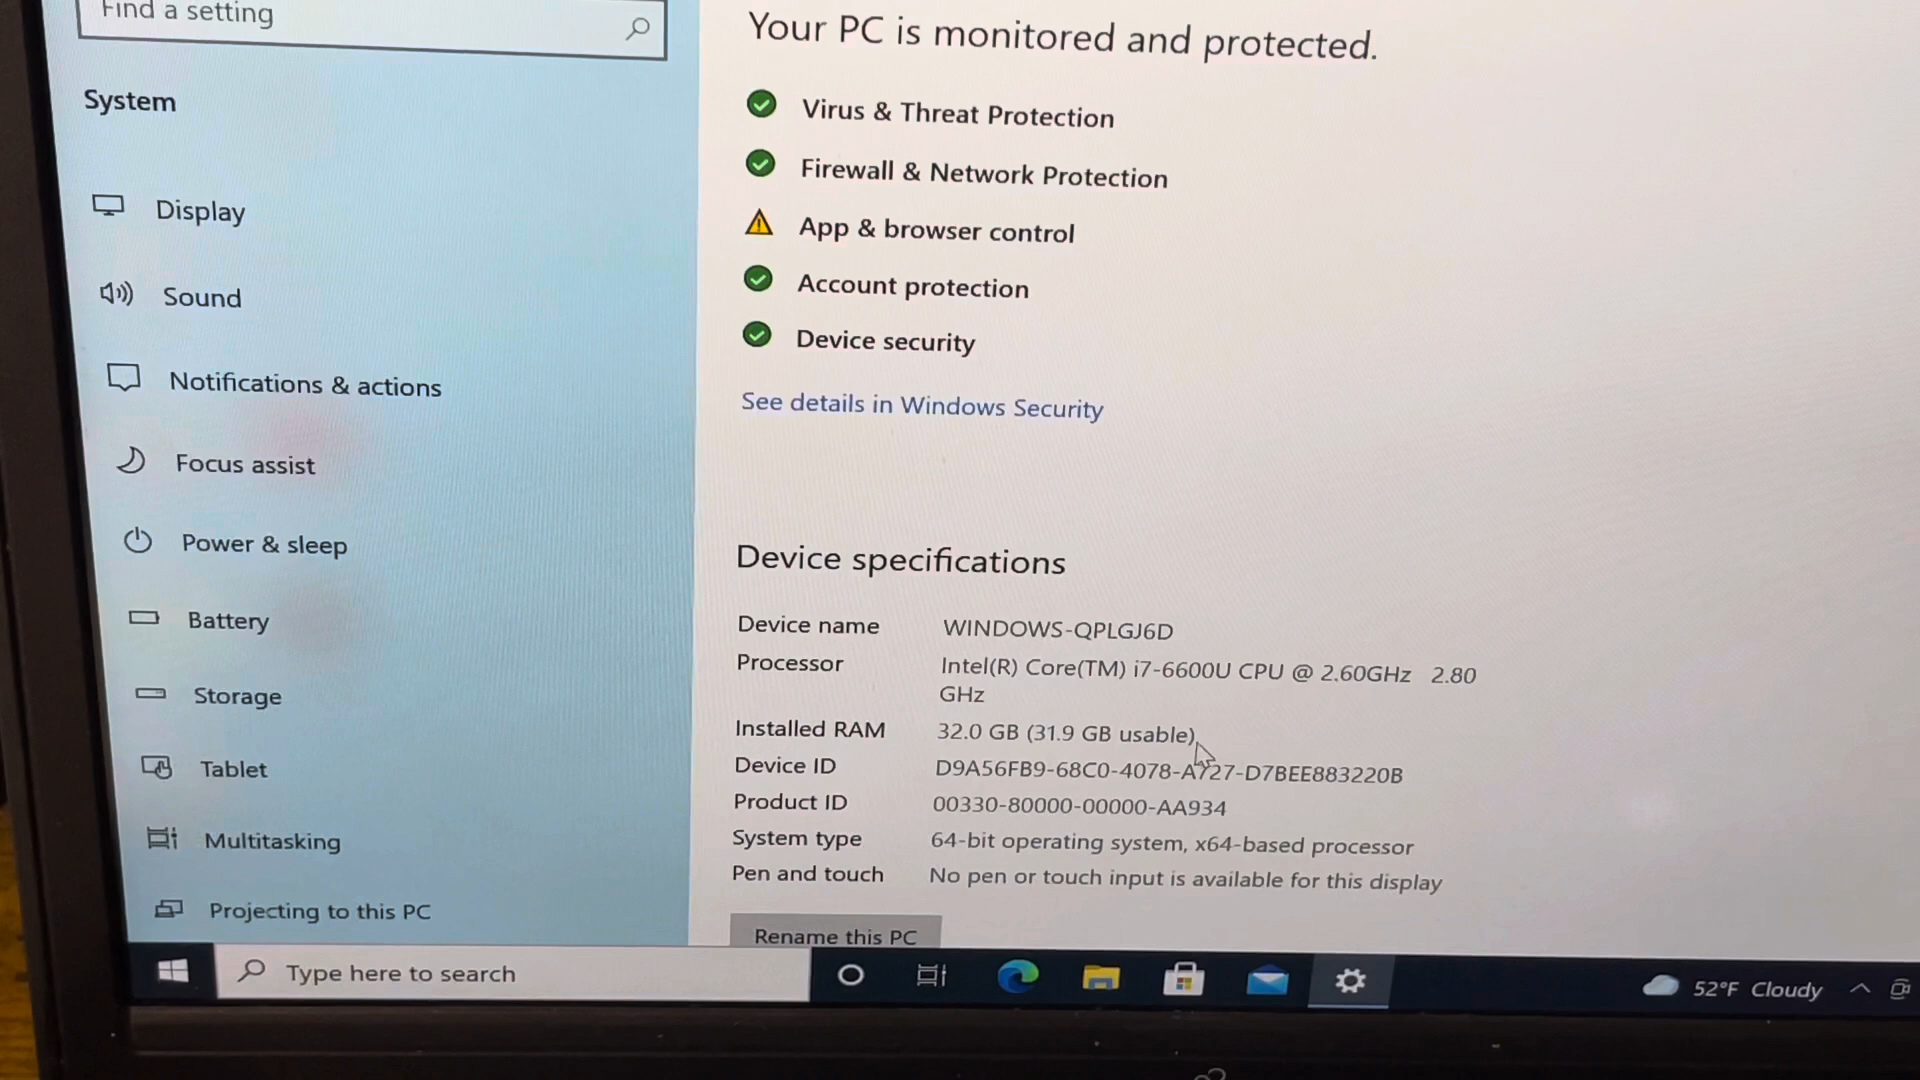 Find a setting
System
Display
Sound
Notifications & actions
Focus assist
Power & sleep
Battery
Storage
Tablet
Multitasking
Projecting to this PC
Your PC is monitored and protected.
Virus & Threat Protection
Firewall & Network Protection
App & browser control
Account protection
Device security
See details in Windows Security
Device specifications
Device name WINDOWS-QPLGJ6D
Processor Intel(R) Core(TM) i7-6600U CPU @ 2.60GHz 2.80
GHz
Installed RAM 32.0 GB (31.9 GB usable)
Device ID D9A56FB9-68C0-4078-A727-D7BEE883220B
Product ID 00330-80000-00000-AA934
System type 64-bit operating system, x64-based processor
Pen and touch No pen or touch input is available for this display
Rename this PC
Type here to search
52°F Cloudy